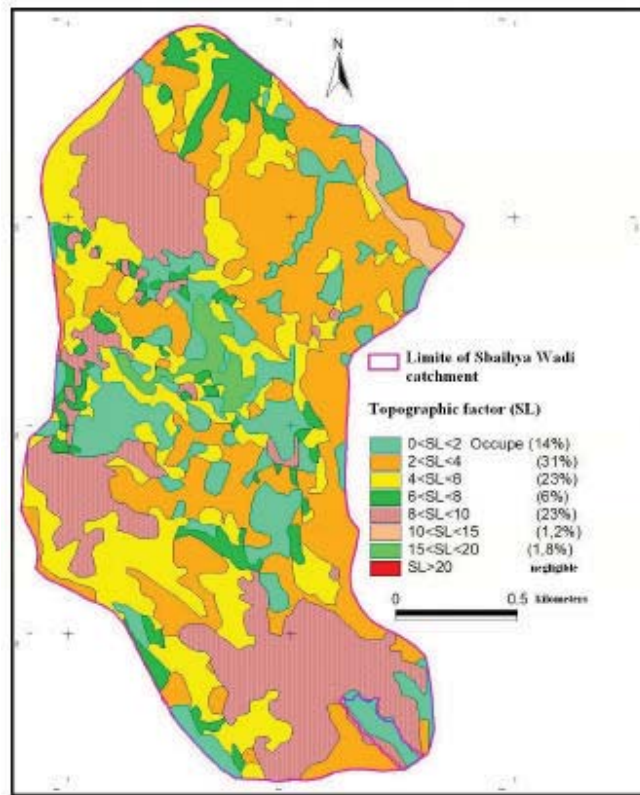 N
Limite of Sbaihya Wadi
catchment
Topographic factor (SL)
0<SL<2 Occupe (14%)
2<SL<4 (31%)
4<SL<6 (23%)
6<SL<8 (6%)
8<SL<10 (23%)
10<SL<15 (1,2%)
15<SL<20 (1,8%)
SL>20 negligible
0 0.5 kilometers